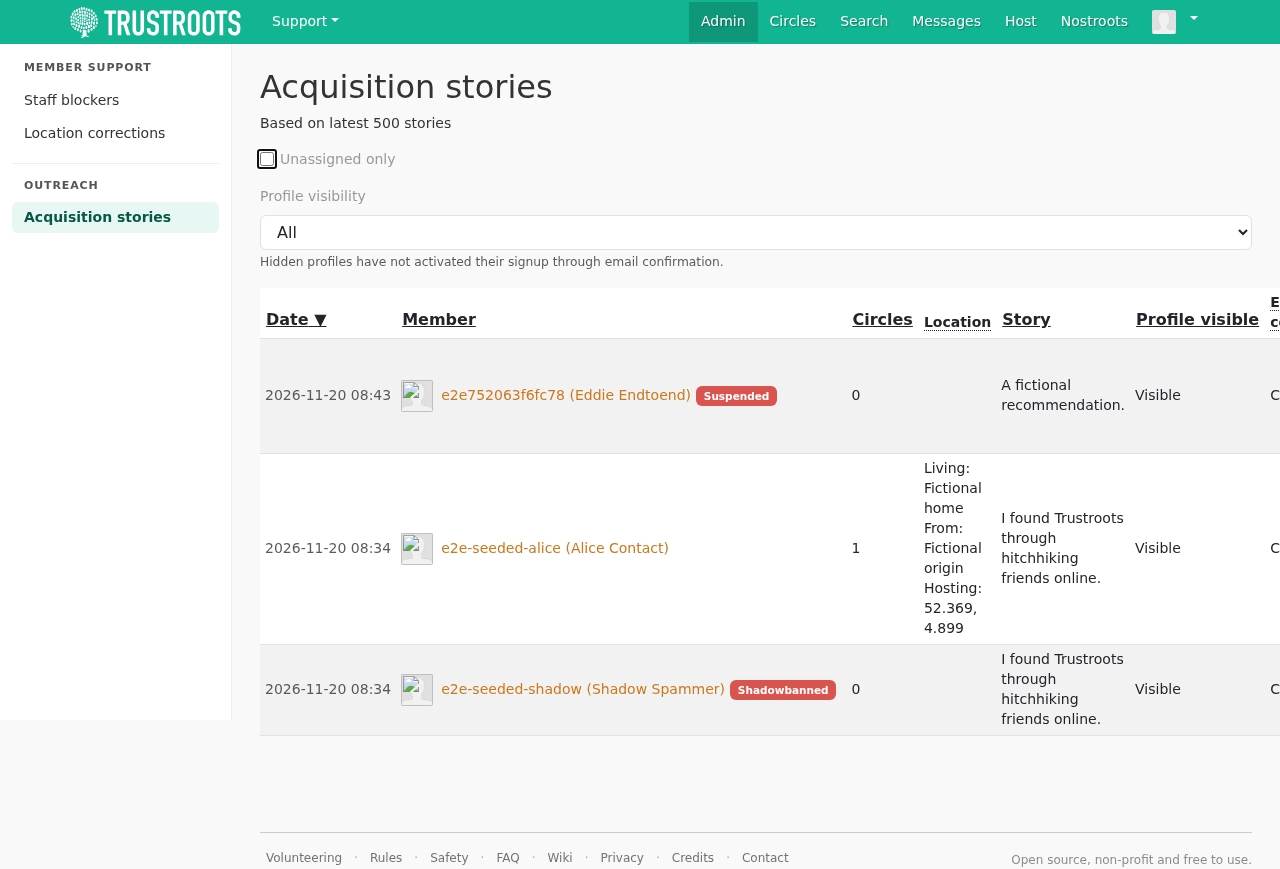 TRUSTROOTS
Support
Admin
Circles
Search
Messages
Host
Nostroots
MEMBER SUPPORT
Staff blockers
Location corrections
OUTREACH
Acquisition stories
Acquisition stories
Based on latest 500 stories
Unassigned only
Profile visibility
All
Hidden profiles have not activated their signup through email confirmation.
Date ▼
Member
Circles
Location
Story
Profile visible
2026-11-20 08:43
e2e752063f6fc78 (Eddie Endtoend)
Suspended
0
A fictional
recommendation.
Visible
2026-11-20 08:34
e2e-seeded-alice (Alice Contact)
1
Living:
Fictional
home
From:
Fictional
origin
Hosting:
52.369,
4.899
I found Trustroots
through
hitchhiking
friends online.
Visible
2026-11-20 08:34
e2e-seeded-shadow (Shadow Spammer)
Shadowbanned
0
I found Trustroots
through
hitchhiking
friends online.
Visible
Volunteering · Rules · Safety · FAQ · Wiki · Privacy · Credits · Contact
Open source, non-profit and free to use.